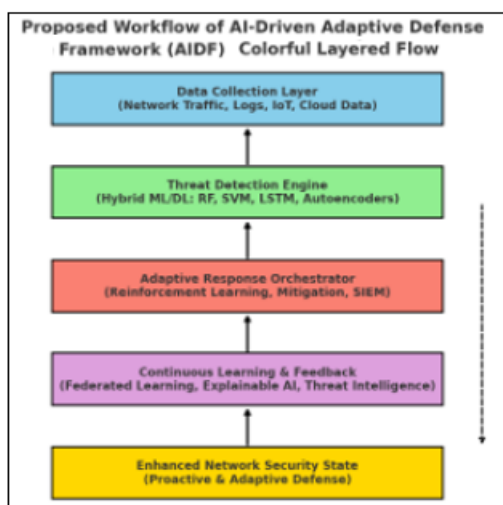 Proposed Workflow of AI-Driven Adaptive Defense
Framework (AIDF) Colorful Layered Flow
Data Collection Layer
(Network Traffic, Logs, IoT, Cloud Data)
Threat Detection Engine
(Hybrid ML/DL: RF, SVM, LSTM, Autoencoders)
Adaptive Response Orchestrator
(Reinforcement Learning, Mitigation, SIEM)
Continuous Learning & Feedback
(Federated Learning, Explainable AI, Threat Intelligence)
Enhanced Network Security State
(Proactive & Adaptive Defense)